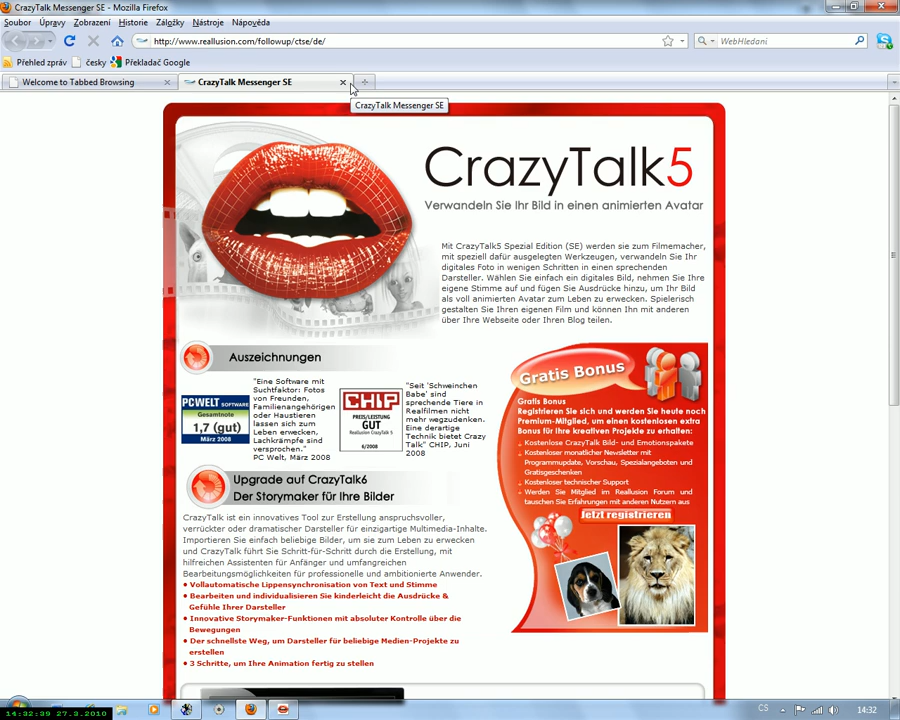 CrazyTalk Messenger SE - Mozilla Firefox
Soubor Úpravy Zobrazení Historie Záložky Nástroje Nápověda
http://www.reallusion.com/followup/ctse/de/
WebHledani
Přehled zpráv česky Překladač Google
Welcome to Tabbed Browsing CrazyTalk Messenger SE
CrazyTalk Messenger SE
CrazyTalk5
Verwandeln Sie Ihr Bild in einen animierten Avatar
Mit CrazyTalk5 Spezial Edition (SE) werden sie zum Filmemacher,
mit speziell dafür ausgelegten Werkzeugen, verwandeln Sie Ihr
digitales Foto in wenigen Schritten in einen sprechenden
Darsteller. Wählen Sie einfach ein digitales Bild, nehmen Sie Ihre
eigene Stimme auf und fügen Sie Ausdrücke hinzu, um Ihr Bild
als voll animierten Avatar zum Leben zu erwecken. Spielerisch
gestalten Sie Ihren eigenen Film und können Ihn mit anderen
über Ihre Webseite oder Ihren Blog teilen.
Auszeichnungen
PCWELT SOFTWARE
Gesamtnote
1,7 (gut)
März 2008
"Eine Software mit
Suchtfaktor: Fotos
von Freunden,
Familienangehörigen
oder Haustieren
lassen sich zum
Leben erwecken,
Lachkrämpfe sind
versprochen."
PC Welt, März 2008
CHIP
PREIS/LEISTUNG
GUT
Reallusion CrazyTalk 5
6/2008
"Seit 'Schweinchen
Babe' sind
sprechende Tiere in
Realfilmen nicht
mehr wegzudenken.
Eine derartige
Technik bietet Crazy
Talk" CHIP, Juni
2008
Gratis Bonus
Gratis Bonus
Registrieren Sie sich und werden Sie heute noch
Premium-Mitglied, um einen kostenlosen extra
Bonus für Ihre kreativen Projekte zu erhalten:
Kostenlose CrazyTalk Bild- und Emotionspakete
Kostenloser monatlicher Newsletter mit
Programmupdate, Vorschau, Spezialangeboten und
Gratisgeschenken
Kostenloser technischer Support
Werden Sie Mitglied im Reallusion Forum und
tauschen Sie Erfahrungen mit anderen Nutzern aus
Jetzt registrieren
Upgrade auf CrazyTalk6
Der Storymaker für Ihre Bilder
CrazyTalk ist ein innovatives Tool zur Erstellung anspruchsvoller,
verrückter oder dramatischer Darsteller für einzigartige Multimedia-Inhalte.
Importieren Sie einfach beliebige Bilder, um sie zum Leben zu erwecken
und CrazyTalk führt Sie Schritt-für-Schritt durch die Erstellung, mit
hilfreichen Assistenten für Anfänger und umfangreichen
Bearbeitungsmöglichkeiten für professionelle und ambitionierte Anwender.
• Vollautomatische Lippensynchronisation von Text und Stimme
• Bearbeiten und individualisieren Sie kinderleicht die Ausdrücke &
Gefühle Ihrer Darsteller
• Innovative Storymaker-Funktionen mit absoluter Kontrolle über die
Bewegungen
• Der schnellste Weg, um Darsteller für beliebige Medien-Projekte zu
erstellen
• 3 Schritte, um Ihre Animation fertig zu stellen
14:32:39 27.3.2010
CS 14:32